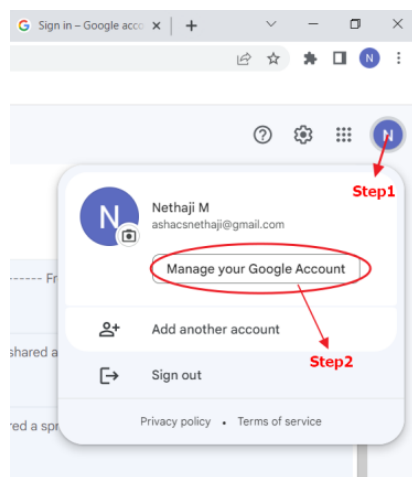 Sign in – Google acco
N
N
Step1
N
Nethaji M
ashacsnethaji@gmail.com
Manage your Google Account
------ Fr
Add another account
Step2
shared a
Sign out
red a spr
Privacy policy • Terms of service